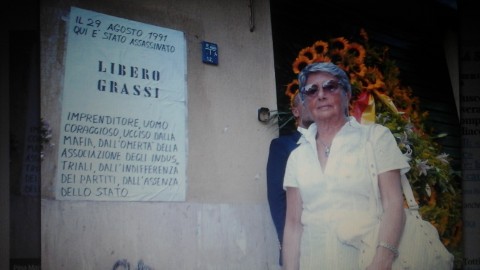 IL 29 AGOSTO 1991
QUI E' STATO ASSASSINATO
LIBERO
GRASSI
IMPRENDITORE, UOMO
CORAGGIOSO, UCCISO DALLA
MAFIA, DALL'OMERTÀ DELLA
ASSOCIAZIONE DEGLI INDUS_
TRIALI, DALL'INDIFFERENZA
DEI PARTITI, DALL'ASSENZA
DELLO STATO